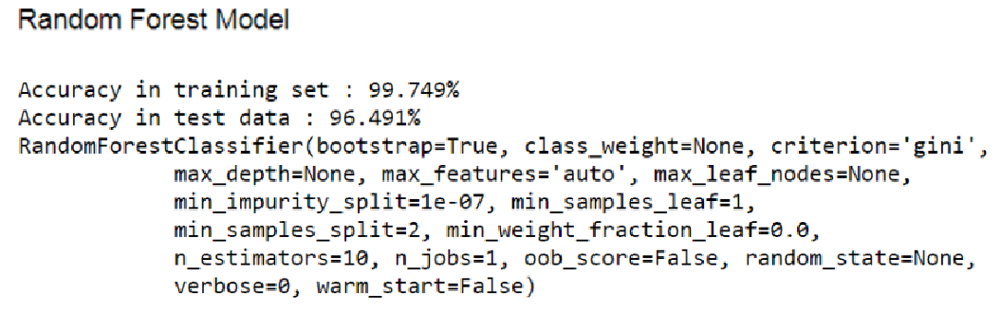 Random Forest Model
Accuracy in training set : 99.749%
Accuracy in test data : 96.491%
RandomForestClassifier(bootstrap=True, class_weight=None, criterion='gini',
max_depth=None, max_features='auto', max_leaf_nodes=None,
min_impurity_split=1e-07, min_samples_leaf=1,
min_samples_split=2, min_weight_fraction_leaf=0.0,
n_estimators=10, n_jobs=1, oob_score=False, random_state=None,
verbose=0, warm_start=False)